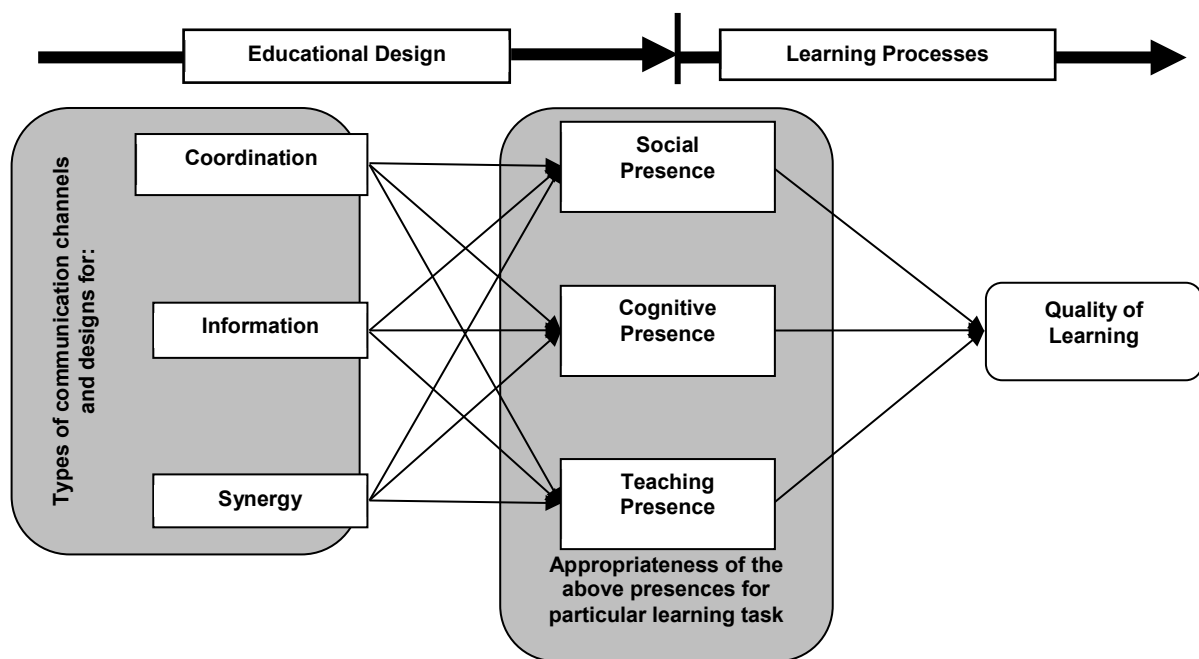 Educational Design
Learning Processes
Types of communication channels
and designs for:
Coordination
Information
Synergy
Social
Presence
Cognitive
Presence
Teaching
Presence
Appropriateness of the
above presences for
particular learning task
Quality of
Learning